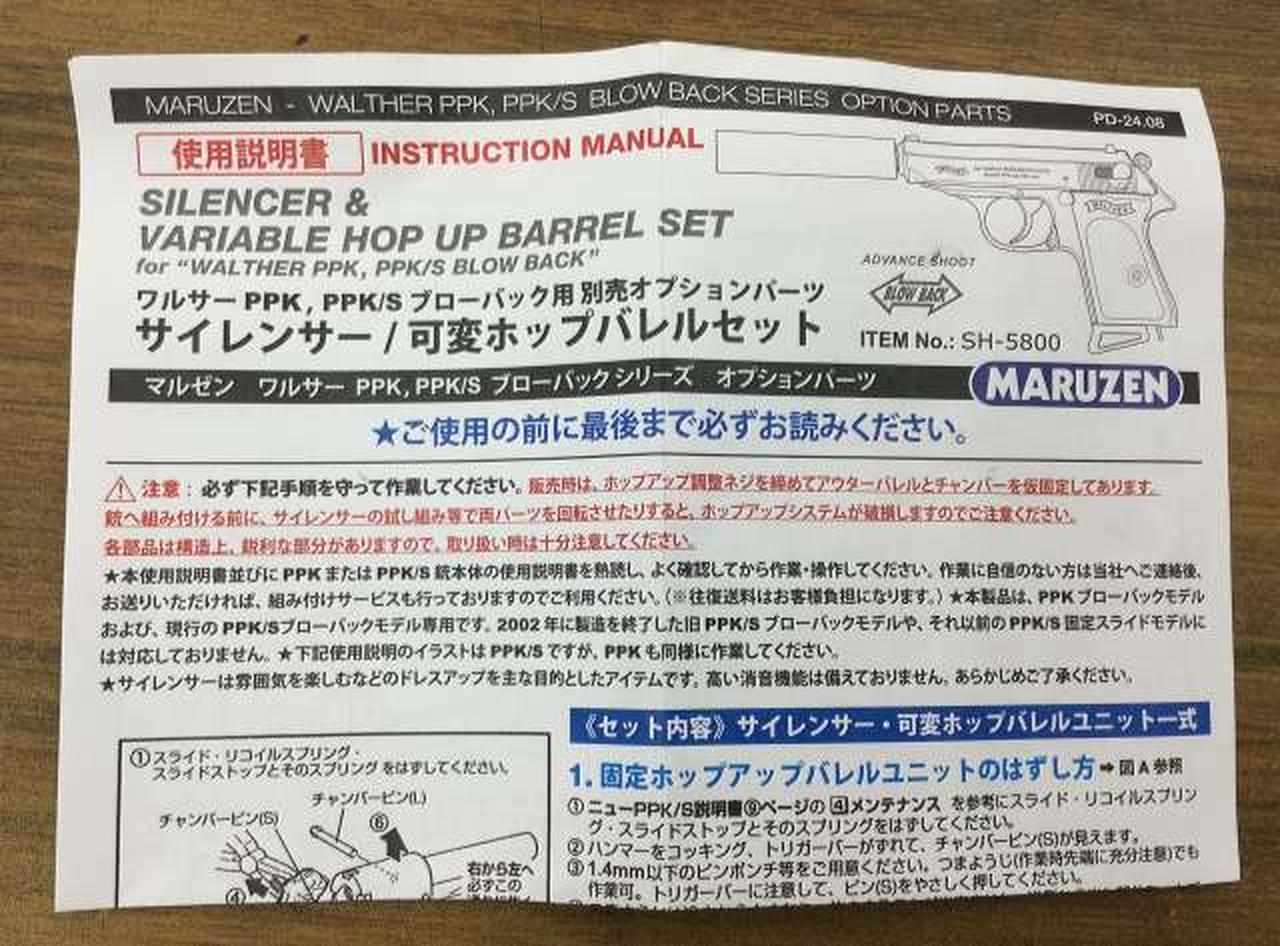 MARUZEN - WALTHER PPK, PPK/S BLOW BACK SERIES OPTION PARTS PD-24.08
使用説明書 INSTRUCTION MANUAL
SILENCER &
VARIABLE HOP UP BARREL SET
for “WALTHER PPK, PPK/S BLOW BACK”
ワルサー PPK, PPK/S ブローバック用 別売オプションパーツ
サイレンサー / 可変ホップバレルセット
ADVANCE SHOOT
BLOW BACK
ITEM No.: SH-5800
マルゼン ワルサー PPK, PPK/S ブローバックシリーズ オプションパーツ
MARUZEN
★ご使用の前に最後まで必ずお読みください。
注意：必ず下記手順を守って作業してください。販売時は、ホップアップ調整ネジを締めてアウターバレルとチャンバーを仮固定してあります。
銃へ組み付ける前に、サイレンサーの試し組み等で両パーツを回転させたりすると、ホップアップシステムが破損しますのでご注意ください。
各部品は構造上、鋭利な部分がありますので、取り扱い時は十分注意してください。
★本使用説明書並びに PPK または PPK/S 銃本体の使用説明書を熟読し、よく確認してから作業・操作してください。作業に自信のない方は当社へご連絡後、
お送りいただければ、組み付けサービスも行っておりますのでご利用ください。（※往復送料はお客様負担になります。）★本製品は、PPK ブローバックモデル
および、現行の PPK/Sブローバックモデル専用です。2002 年に製造を終了した旧 PPK/S ブローバックモデルや、それ以前の PPK/S 固定スライドモデルに
は対応しておりません。★下記使用説明のイラストは PPK/S ですが、PPK も同様に作業してください。
★サイレンサーは雰囲気を楽しむなどのドレスアップを主な目的としたアイテムです。高い消音機能は備えておりません。あらかじめご了承ください。
①スライド・リコイルスプリング・
スライドストップとそのスプリング をはずしてください。
チャンバーピン(L)
チャンバーピン(S)
⑥
④
右から左へ
必ずこの
《セット内容》サイレンサー・可変ホップバレルユニット一式
1. 固定ホップアップバレルユニットのはずし方 ➡ 図A参照
① ニューPPK/S説明書⑨ページの 4 メンテナンス を参考にスライド・リコイルスプリン
グ・スライドストップとそのスプリングをはずしてください。
② ハンマーをコッキング、トリガーバーがずれて、チャンバーピン(S)が見えます。
③ 1.4mm以下のピンポンチ等をご用意ください。つまようじ(作業時先端に充分注意)でも
作業可。トリガーバーに注意して、ピン(S)をやさしく押してください。